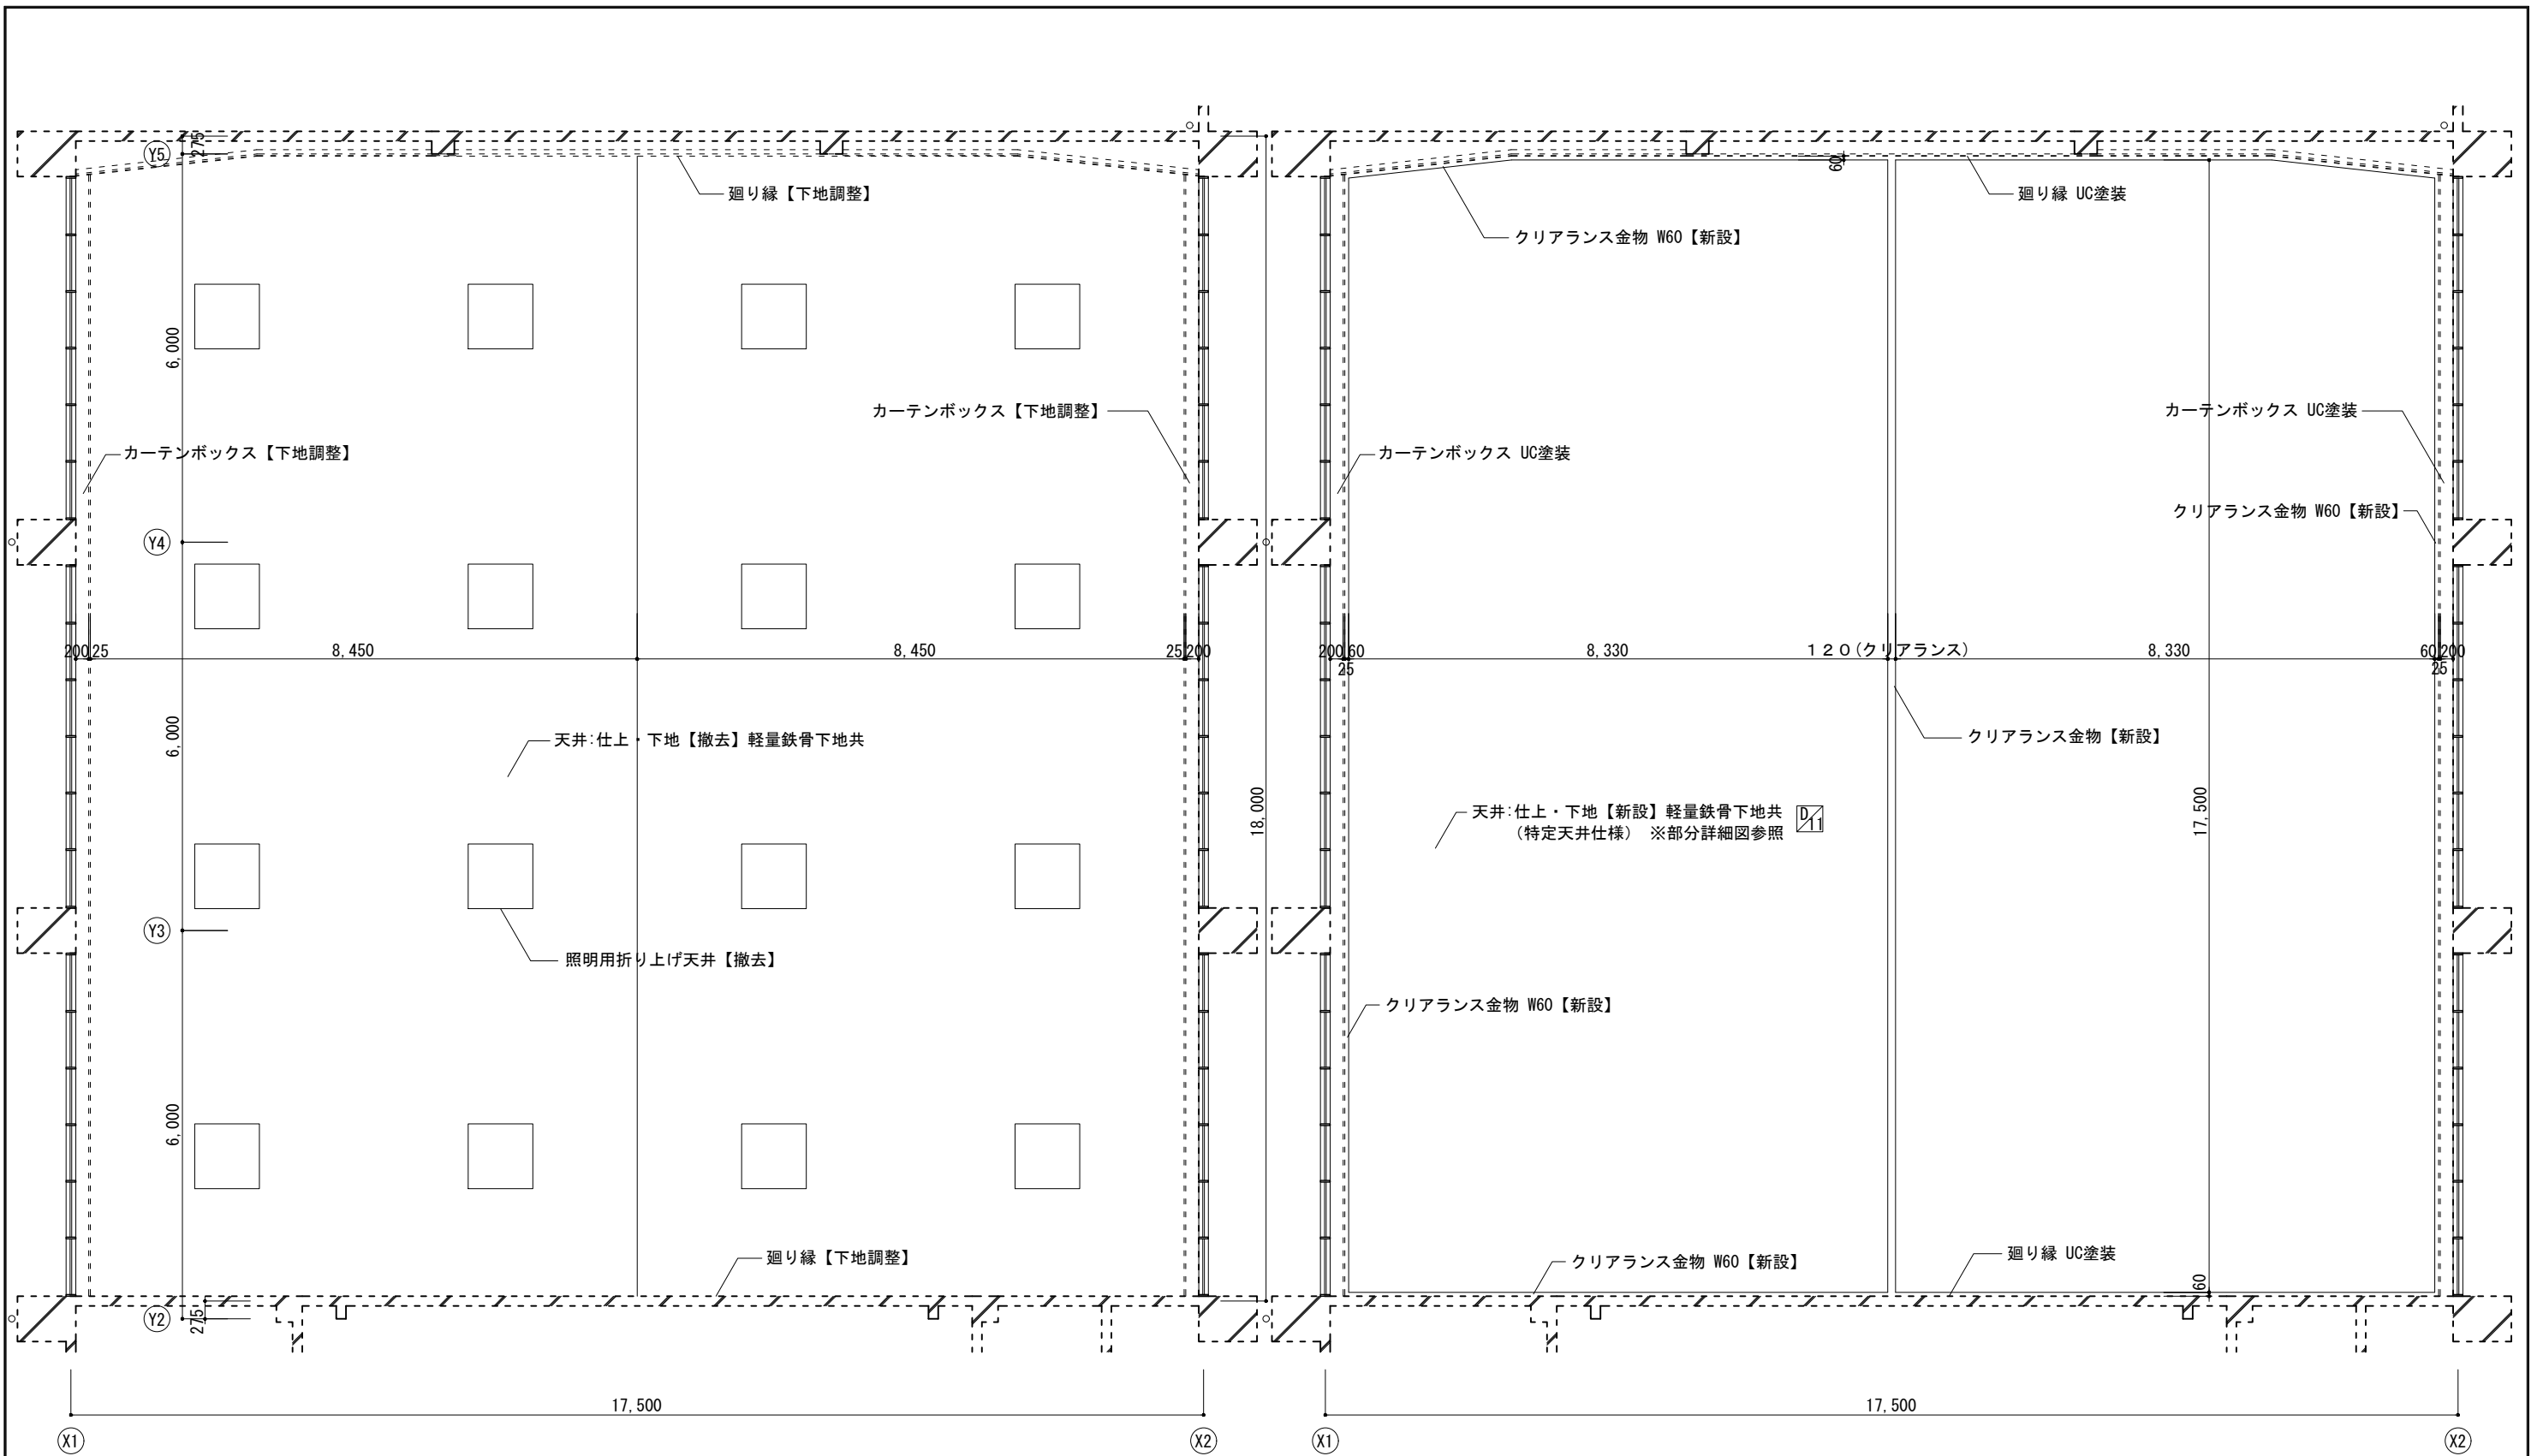 Y5
275
廻り縁【下地調整】
6,000
カーテンボックス【下地調整】
カーテンボックス【下地調整】
Y4
200
25
8,450
8,450
25
200
6,000
天井:仕上・下地【撤去】軽量鉄骨下地共
Y3
照明用折り上げ天井【撤去】
6,000
廻り縁【下地調整】
Y2
275
17,500
X1
X2
18,000
60
廻り縁 UC塗装
クリアランス金物 W60【新設】
カーテンボックス UC塗装
カーテンボックス UC塗装
クリアランス金物 W60【新設】
200
60
25
8,330
120(クリアランス)
8,330
60
200
25
クリアランス金物【新設】
天井:仕上・下地【新設】軽量鉄骨下地共
(特定天井仕様) ※部分詳細図参照
D
11
17,500
クリアランス金物 W60【新設】
クリアランス金物 W60【新設】
廻り縁 UC塗装
60
17,500
X1
X2